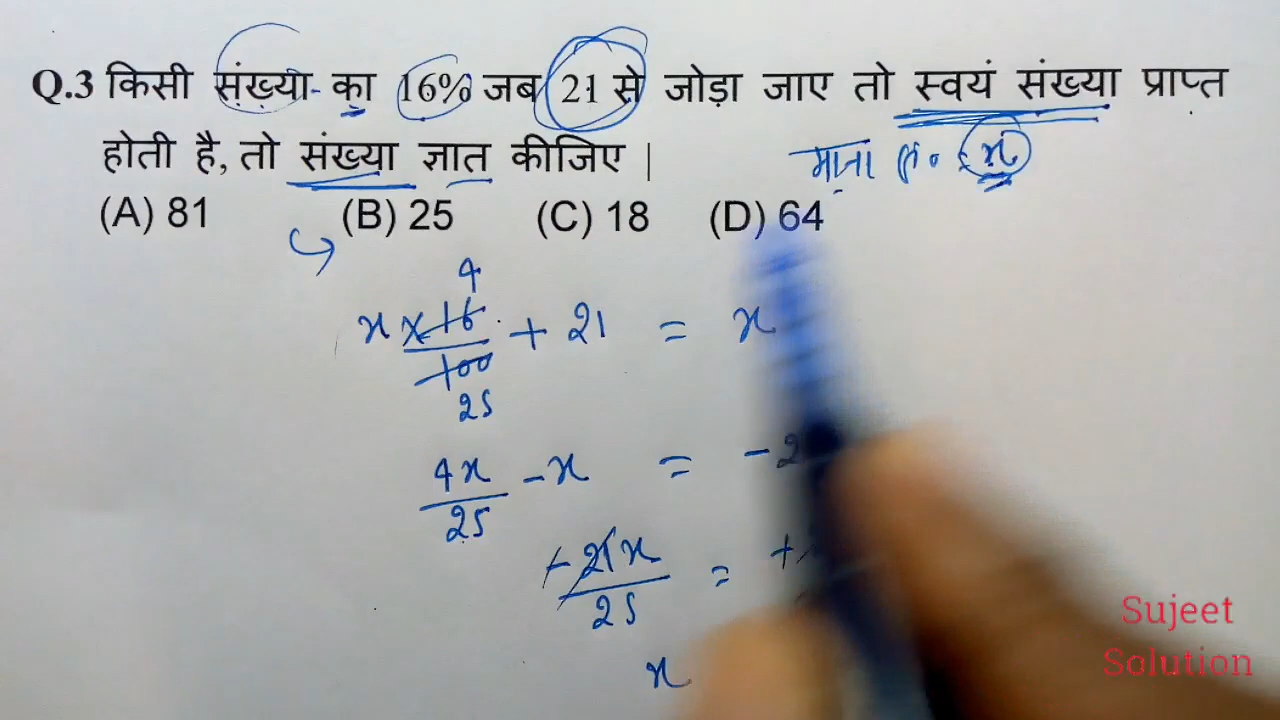 Q.3 किसी संख्या का 16% जब 21 से जोड़ा जाए तो स्वयं संख्या प्राप्त
होती है, तो संख्या ज्ञात कीजिए |
माना सं० = x
(A) 81 (B) 25 (C) 18 (D) 64
4
x × 16 / 100 + 21 = x
25
4x / 25 - x = - 2
- 21x / 25 = +
x
Sujeet
Solution